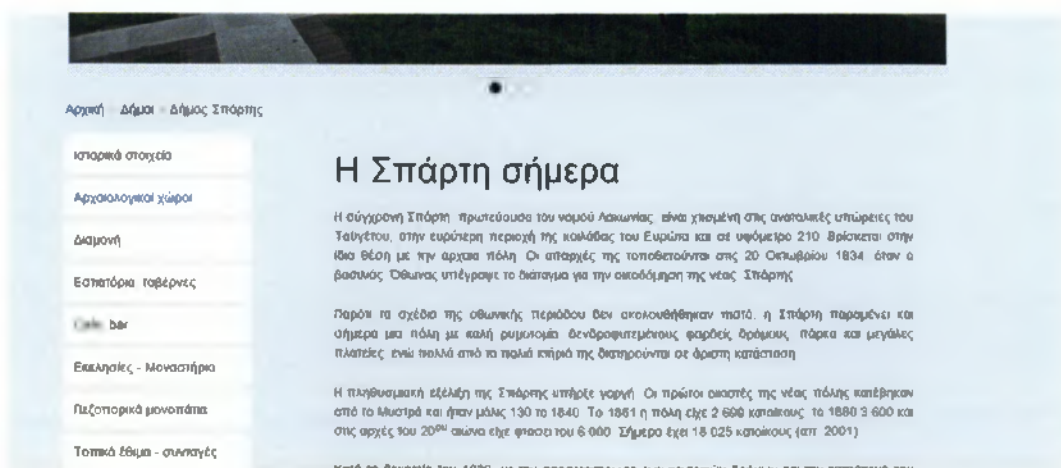 Αρχική - Δήμοι - Δήμος Σπάρτης
Ιστορικά στοιχεία
Αρχαιολογικοί χώροι
Διαμονή
Εστιατόρια, ταβέρνες
bar
Εκκλησίες - Μοναστήρια
Πεζοπορικά μονοπάτια
Τοπικά έθιμα - συνταγές
Η Σπάρτη σήμερα
Η σύγχρονη Σπάρτη, πρωτεύουσα του νομού Λακωνίας, είναι χτισμένη στις ανατολικές υπώρειες του
Ταϋγέτου, στην ευρύτερη περιοχή της κοιλάδας του Ευρώτα και σε υψόμετρο 210. Βρίσκεται στην
ίδια θέση με την αρχαία πόλη. Οι απαρχές της τοποθετούνται στις 20 Οκτωβρίου 1834, όταν ο
βασιλιάς Όθωνας υπέγραψε το διάταγμα για την οικοδόμηση της νέας Σπάρτης
Παρότι τα σχέδια της οθωνικής περιόδου δεν ακολουθήθηκαν πιστά, η Σπάρτη παραμένει και
σήμερα μια πόλη με καλή ρυμοτομία, δενδροφυτεμένους φαρδείς δρόμους, πάρκα και μεγάλες
πλατείες, ενώ πολλά από τα παλιά κτήριά της διατηρούνται σε άριστη κατάσταση
Η πληθυσμιακή εξέλιξη της Σπάρτης υπήρξε γοργή. Οι πρώτοι οικιστές της νέας πόλης κατέβηκαν
από το Μυστρά και ήταν μόλις 130 το 1840. Το 1861 η πόλη είχε 2.699 κατοίκους, το 1880 3.600 και
στις αρχές του 20ου αιώνα είχε φτάσει του 6.000. Σήμερα έχει 18.025 κατοίκους (απ. 2001)